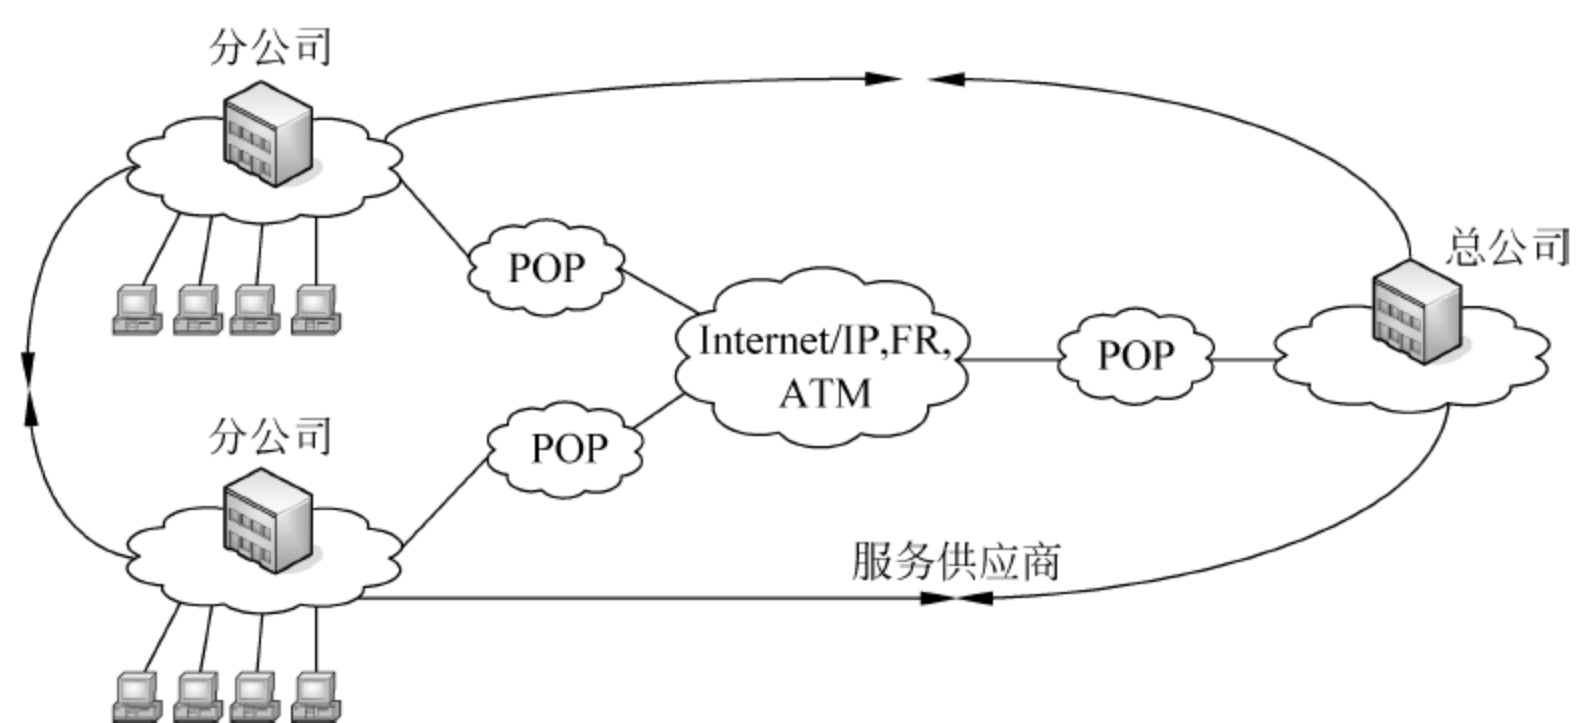 分公司
总公司
POP
Internet/IP,FR,
ATM
POP
分公司
POP
服务供应商